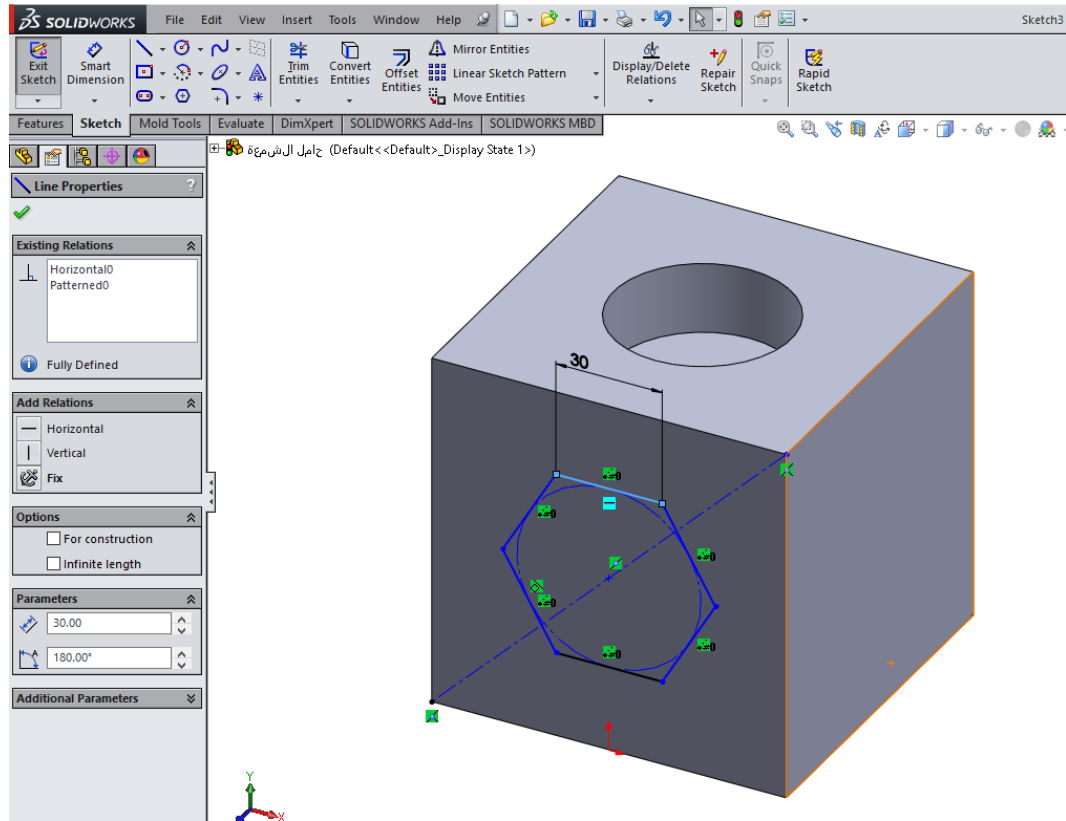 SOLIDWORKS File Edit View Insert Tools Window Help Sketch3
Exit Sketch
Smart Dimension
Trim Entities
Convert Entities
Offset Entities
Mirror Entities
Linear Sketch Pattern
Move Entities
Display/Delete Relations
Repair Sketch
Quick Snaps
Rapid Sketch
Features Sketch Mold Tools Evaluate DimXpert SOLIDWORKS Add-Ins SOLIDWORKS MBD
حامل الشمعة (Default<<Default>_Display State 1>)
Line Properties ?
Existing Relations
Horizontal0
Patterned0
Fully Defined
Add Relations
Horizontal
Vertical
Fix
Options
For construction
Infinite length
Parameters
30.00
180.00°
Additional Parameters
30
Y
X